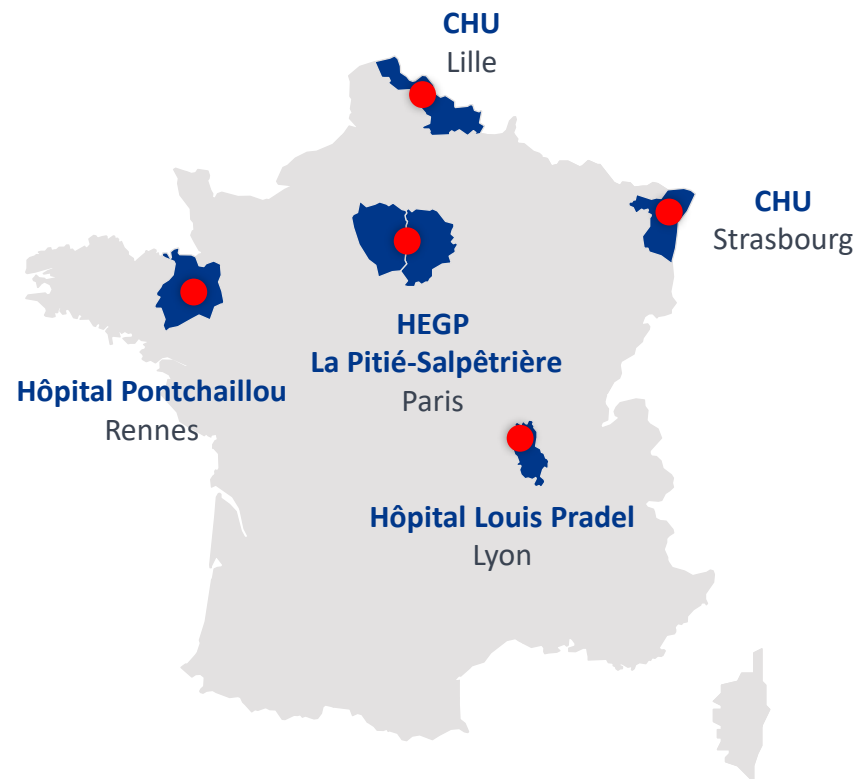 CHU
Lille
CHU
Strasbourg
HEGP
La Pitié-Salpêtrière
Paris
Hôpital Pontchaillou
Rennes
Hôpital Louis Pradel
Lyon